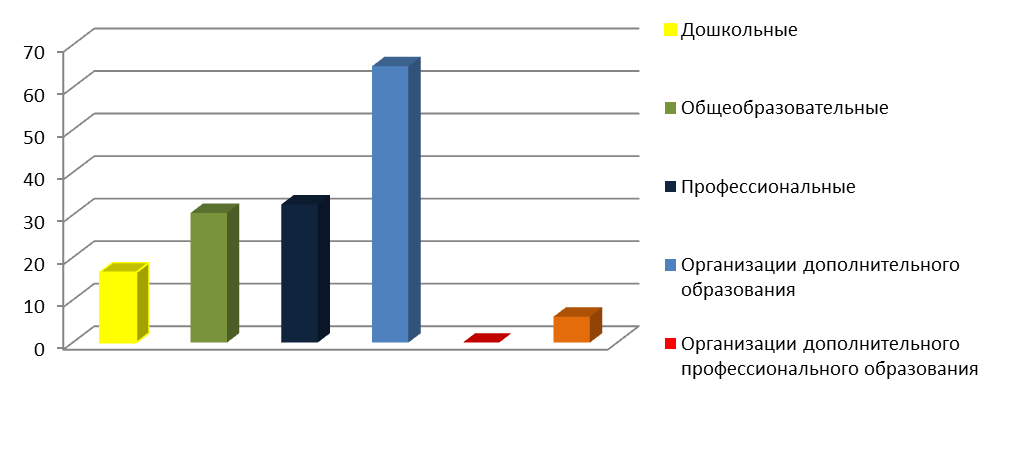 70
60
50
40
30
20
10
0
Дошкольные
Общеобразовательные
Профессиональные
Организации дополнительного
образования
Организации дополнительного
профессионального образования